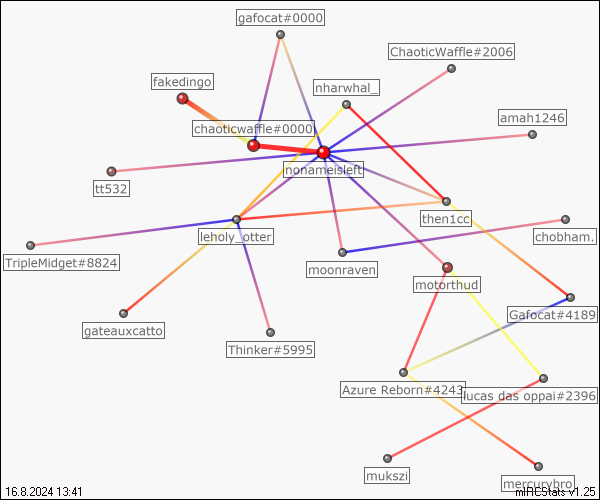 gafocat#0000
ChaoticWaffle#2006
fakedingo
nharwhal_
amah1246
chaoticwaffle#0000
nonameisleft
tt532
then1cc
leholy_otter
chobham.
TripleMidget#8824
moonraven
motorthud
Gafocat#4189
gateauxcatto
Thinker#5995
Azure Reborn#4243
lucas das oppai#2396
mukszi
mercurybro
16.8.2024 13:41
mIRCStats v1.25